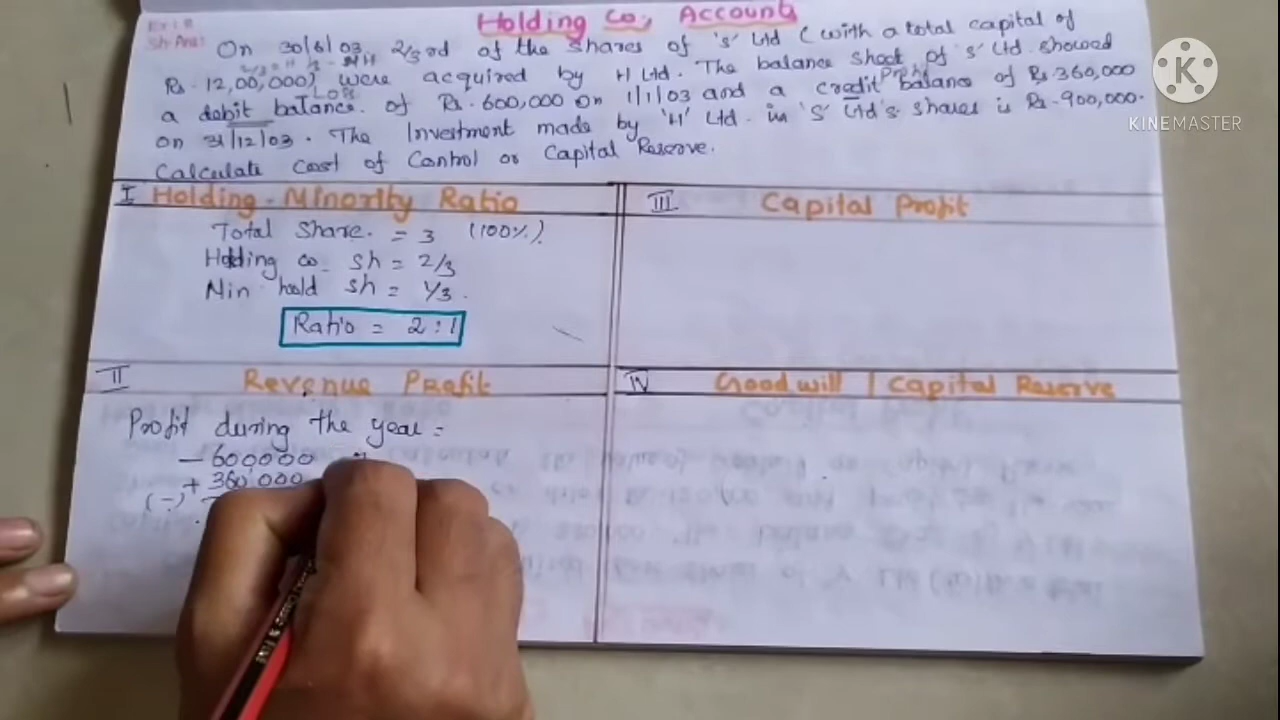 Holding Co, Accounts
On 30/6/03, 2/3rd of the shares of 's' Ltd (with a total capital of
Rs. 12,00,000) were acquired by H Ltd. The balance sheet of 's' Ltd. showed
Loss
Profit
a debit balance of Rs. 600,000 on 1/1/03 and a credit balance of Rs. 360,000
on 31/12/03. The Investment made by 'H' Ltd. in 'S' Ltd's shares is Rs. 900,000.
Calculate Cost of Control or Capital Reserve.
KINEMASTER
I Holding - Minority Ratio
Total Share = 3 (100%).
Holding co sh = 2/3
Min hold sh = 1/3.
Ratio = 2:1
II Revenue Profit
Profit during the year =
- 600000
+ 360,000
(-)
III Capital Profit
IV Goodwill / Capital Reserve